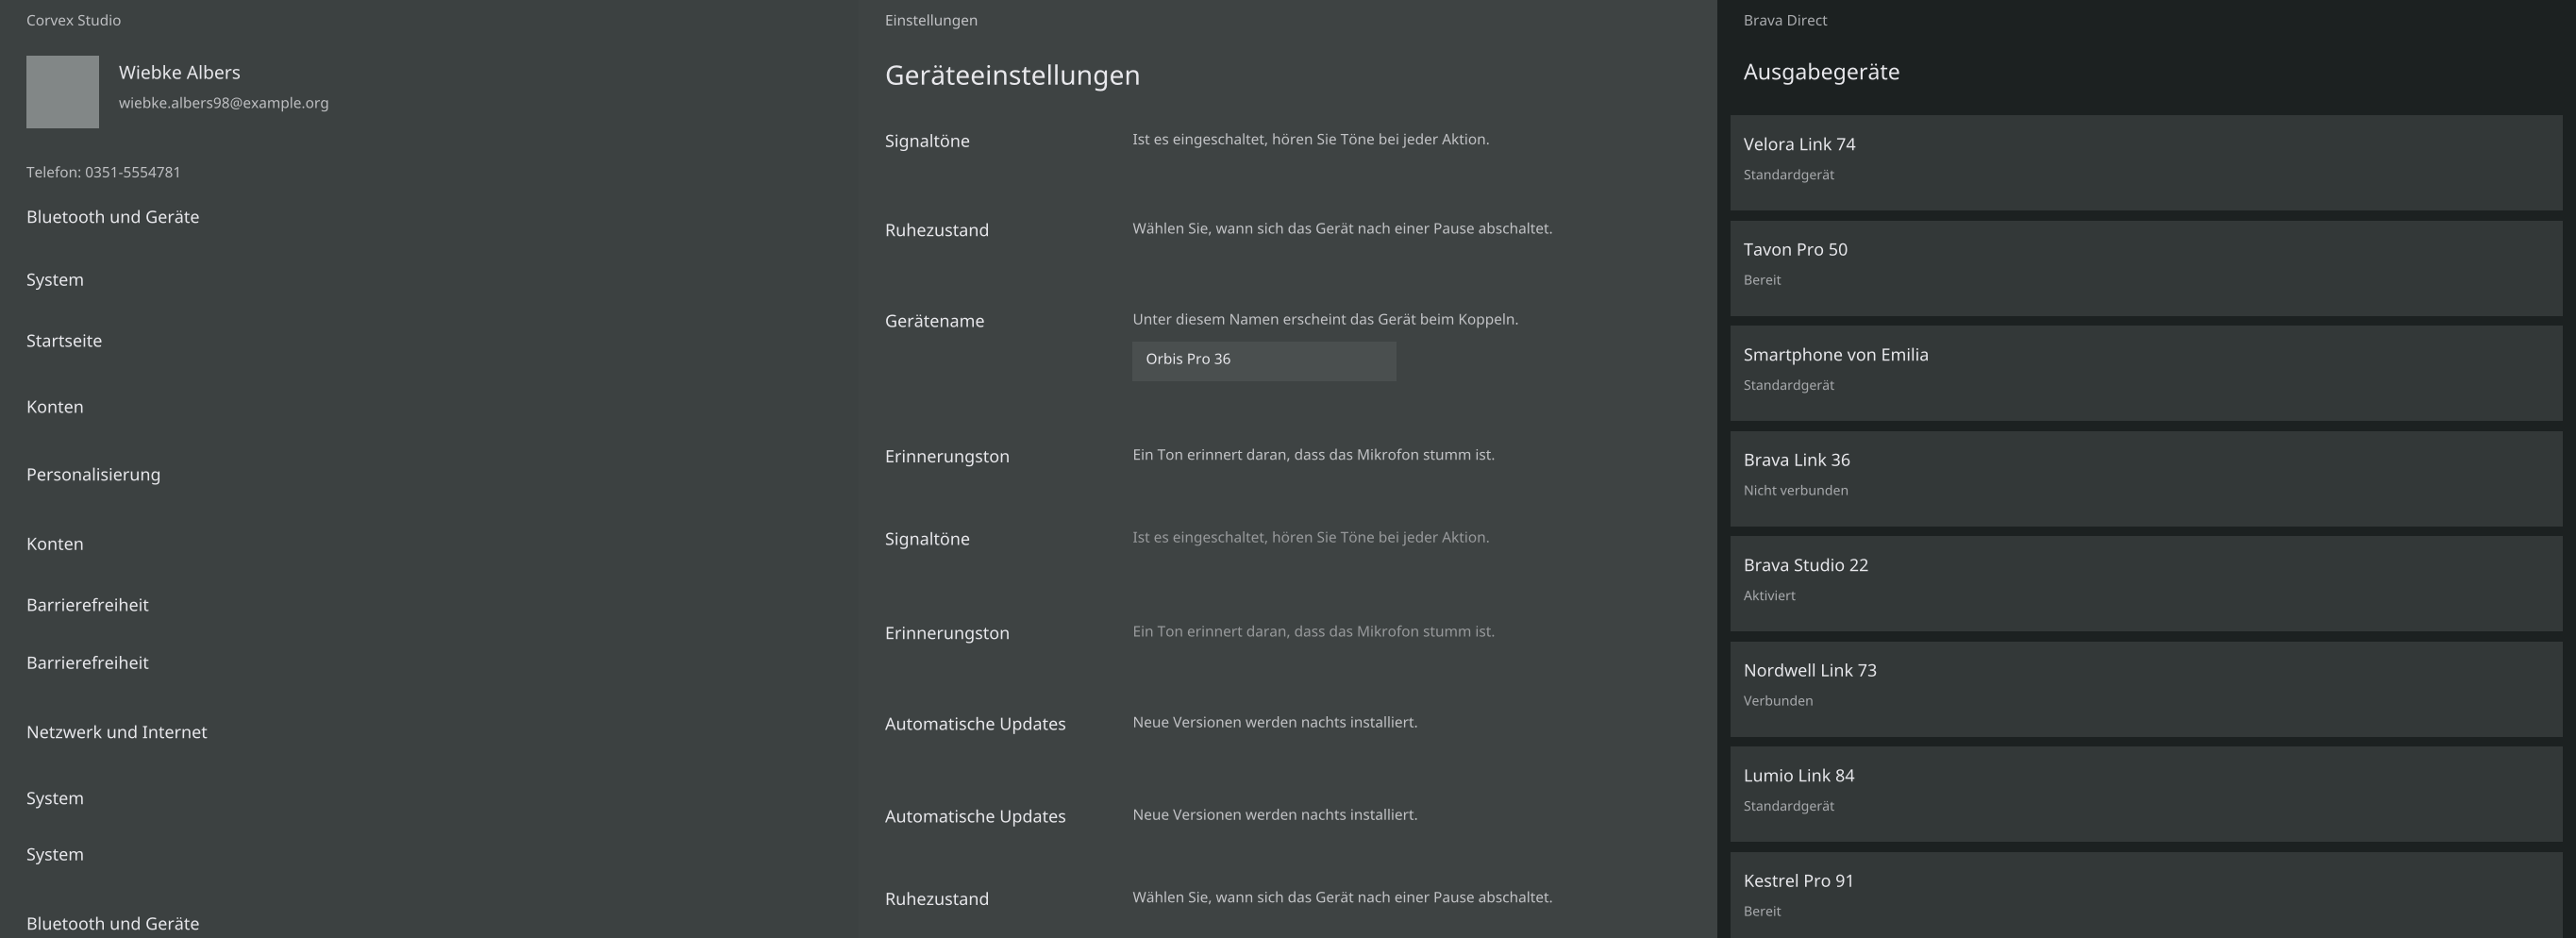 Corvex Studio
Wiebke Albers
wiebke.albers98@example.org
Telefon: 0351-5554781
Bluetooth und Geräte
System
Startseite
Konten
Personalisierung
Konten
Barrierefreiheit
Barrierefreiheit
Netzwerk und Internet
System
System
Bluetooth und Geräte
Einstellungen
Geräteeinstellungen
Signaltöne
Ist es eingeschaltet, hören Sie Töne bei jeder Aktion.
Ruhezustand
Wählen Sie, wann sich das Gerät nach einer Pause abschaltet.
Gerätename
Unter diesem Namen erscheint das Gerät beim Koppeln.
Orbis Pro 36
Erinnerungston
Ein Ton erinnert daran, dass das Mikrofon stumm ist.
Signaltöne
Ist es eingeschaltet, hören Sie Töne bei jeder Aktion.
Erinnerungston
Ein Ton erinnert daran, dass das Mikrofon stumm ist.
Automatische Updates
Neue Versionen werden nachts installiert.
Automatische Updates
Neue Versionen werden nachts installiert.
Ruhezustand
Wählen Sie, wann sich das Gerät nach einer Pause abschaltet.
Brava Direct
Ausgabegeräte
Velora Link 74
Standardgerät
Tavon Pro 50
Bereit
Smartphone von Emilia
Standardgerät
Brava Link 36
Nicht verbunden
Brava Studio 22
Aktiviert
Nordwell Link 73
Verbunden
Lumio Link 84
Standardgerät
Kestrel Pro 91
Bereit